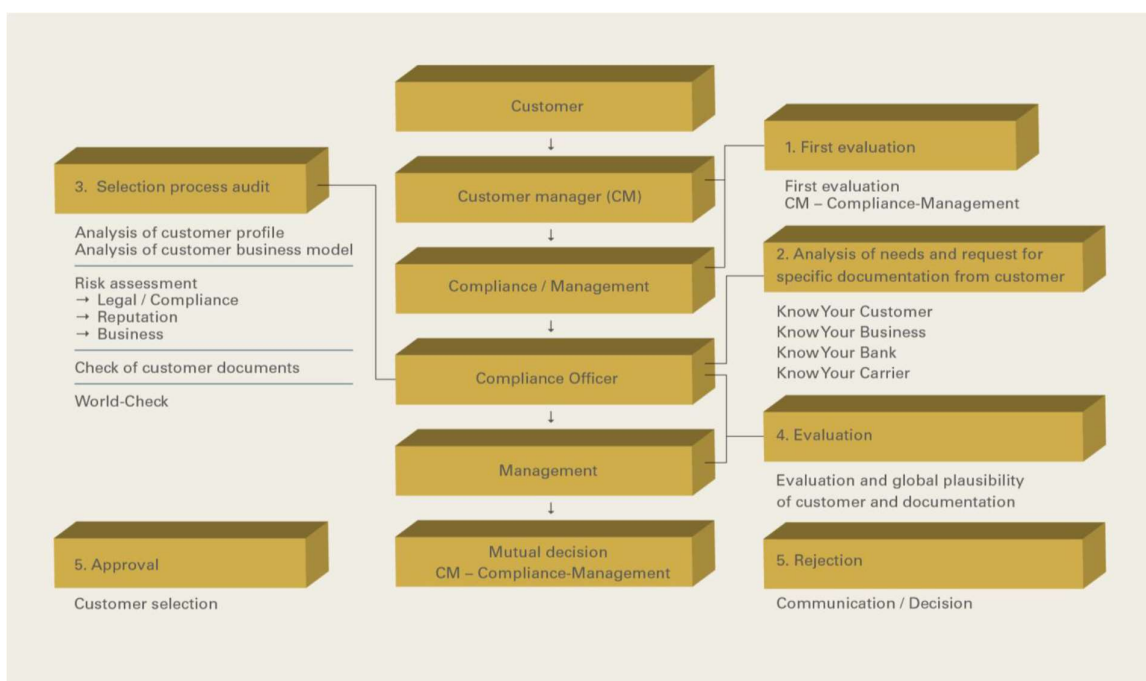 Customer
↓
Customer manager (CM)
↓
Compliance / Management
↓
Compliance Officer
↓
Management
↓
Mutual decision
CM – Compliance-Management
1. First evaluation
First evaluation
CM – Compliance-Management
2. Analysis of needs and request for
specific documentation from customer
Know Your Customer
Know Your Business
Know Your Bank
Know Your Carrier
3. Selection process audit
Analysis of customer profile
Analysis of customer business model
Risk assessment
→ Legal / Compliance
→ Reputation
→ Business
Check of customer documents
World-Check
4. Evaluation
Evaluation and global plausibility
of customer and documentation
5. Approval
Customer selection
5. Rejection
Communication / Decision